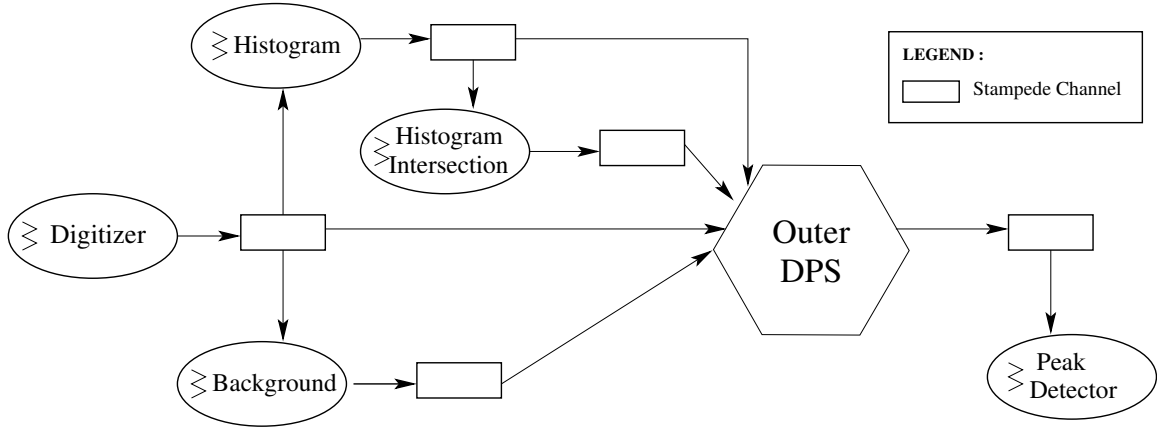 Histogram
LEGEND :
Stampede Channel
Histogram
Intersection
Digitizer
Outer
DPS
Background
Peak
Detector